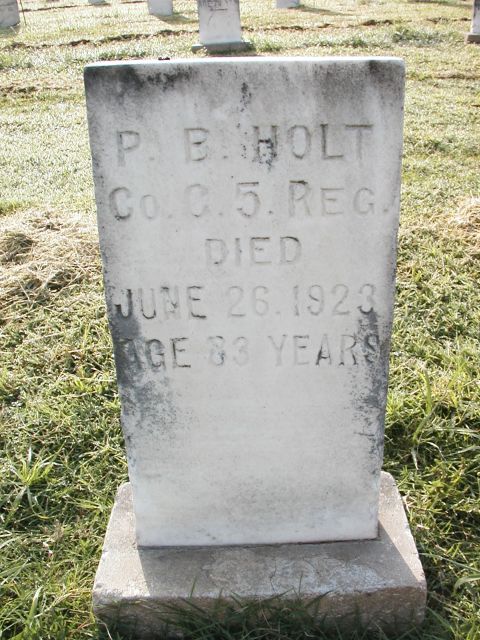 P. B. HOLT
Co. C. 5. REG.
DIED
JUNE 26. 1923
AGE 83 YEARS